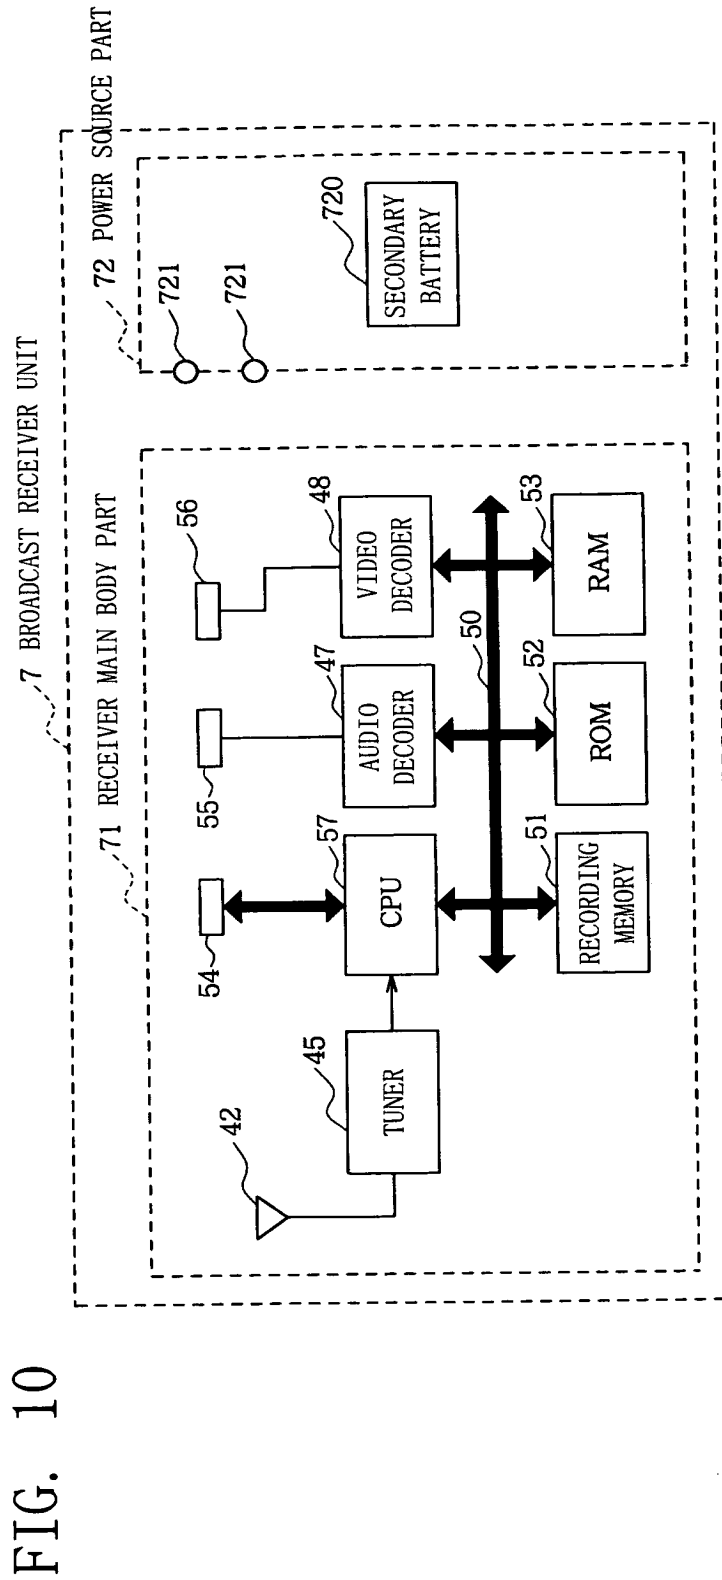 FIG. 10
7 BROADCAST RECEIVER UNIT
71 RECEIVER MAIN BODY PART
72 POWER SOURCE PART
42
54
55
56
721
721
45
TUNER
57
CPU
47
AUDIO
DECODER
48
VIDEO
DECODER
720
SECONDARY
BATTERY
50
51
RECORDING
MEMORY
52
ROM
53
RAM